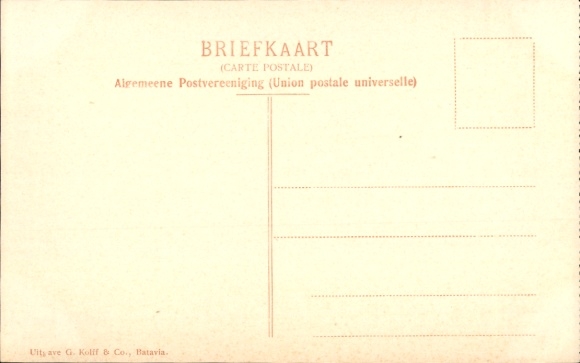 BRIEFKAART
(CARTE POSTALE)
Algemeene Postvereeniging (Union postale universelle)
Uitgave G. Kolff & Co., Batavia.